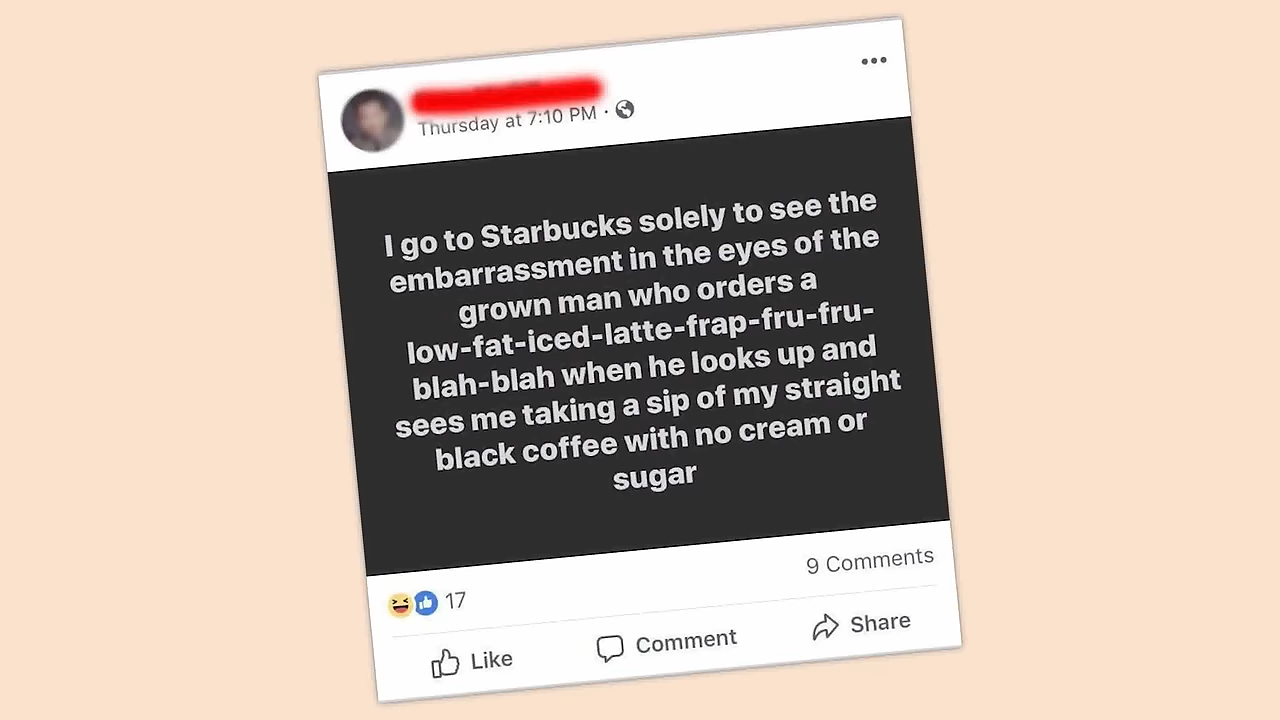 Thursday at 7:10 PM ·
I go to Starbucks solely to see the
embarrassment in the eyes of the
grown man who orders a
low-fat-iced-latte-frap-fru-fru-
blah-blah when he looks up and
sees me taking a sip of my straight
black coffee with no cream or
sugar
17
9 Comments
Like
Comment
Share